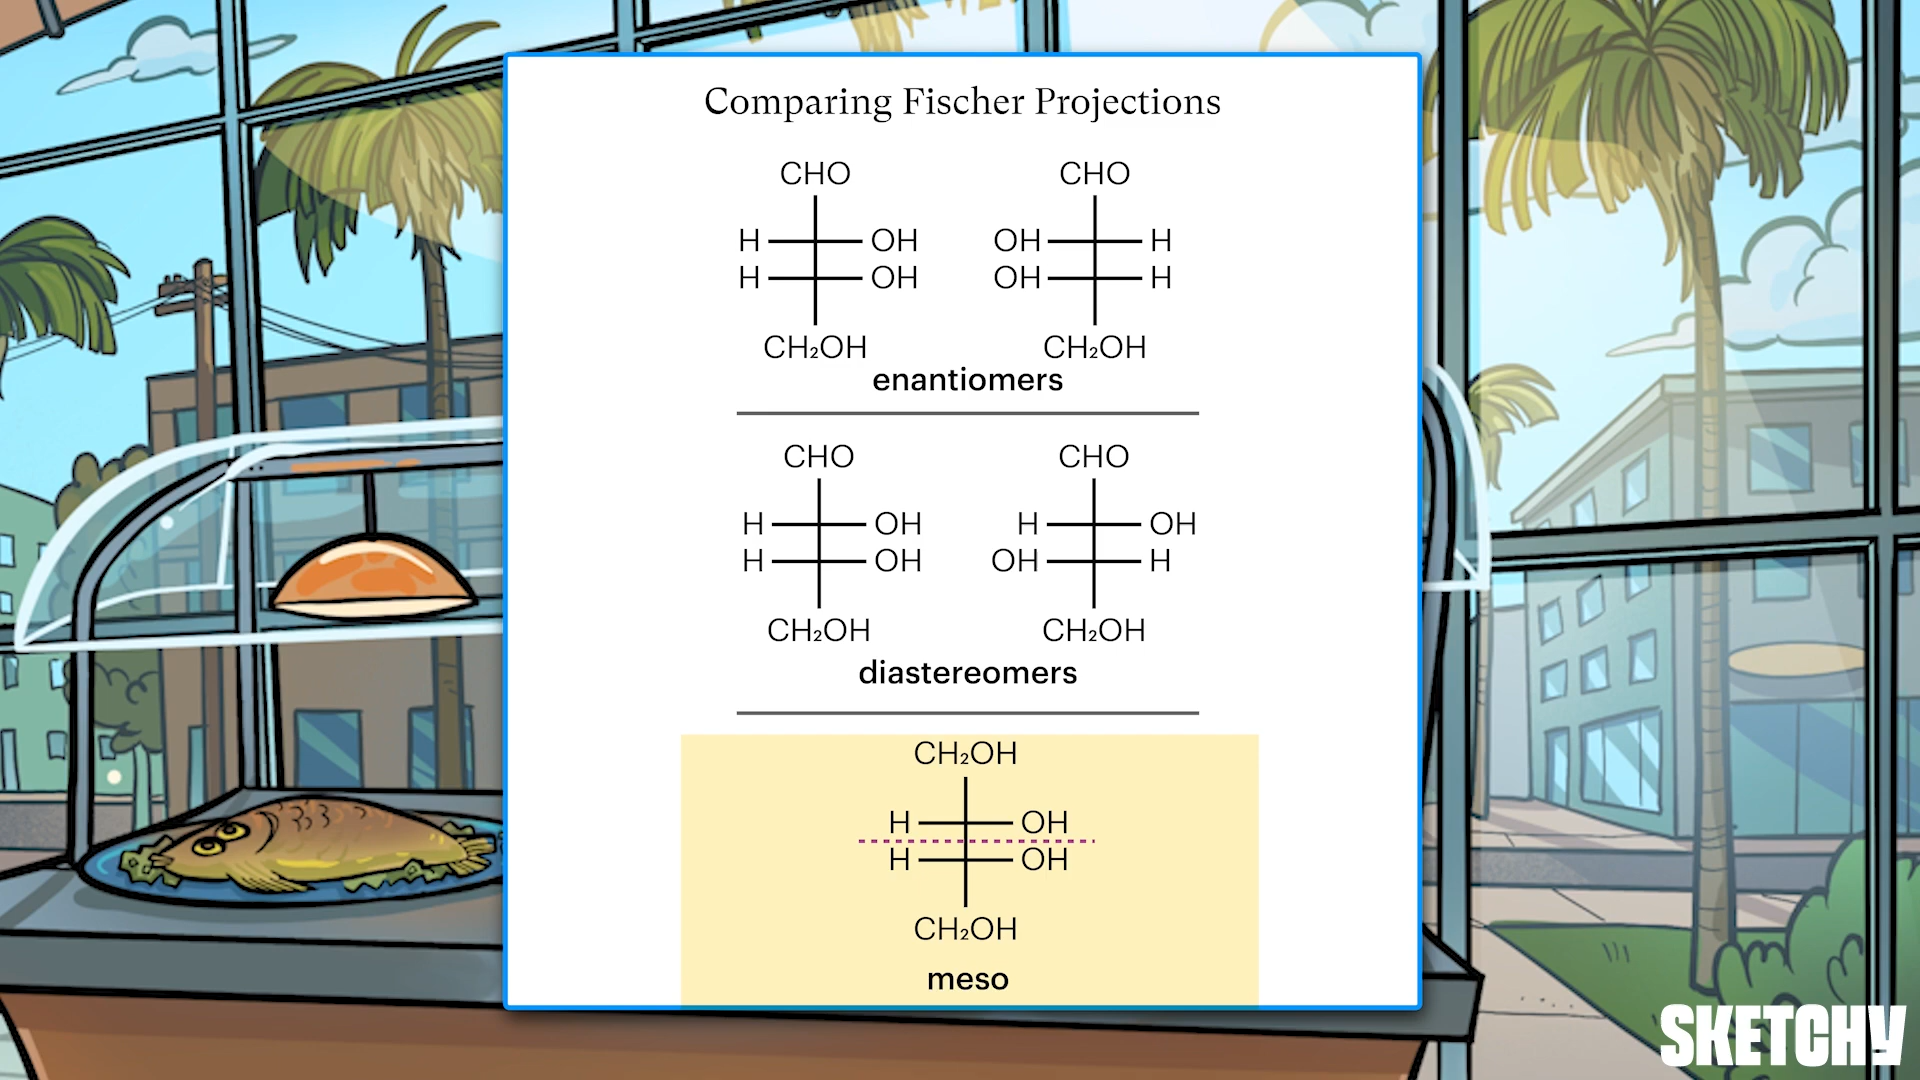 Comparing Fischer Projections
CHO CHO
H OH OH H
H OH OH H
CH₂OH CH₂OH
enantiomers
CHO CHO
H OH H OH
H OH OH H
CH₂OH CH₂OH
diastereomers
CH₂OH
H OH
H OH
CH₂OH
meso
SKETCHY